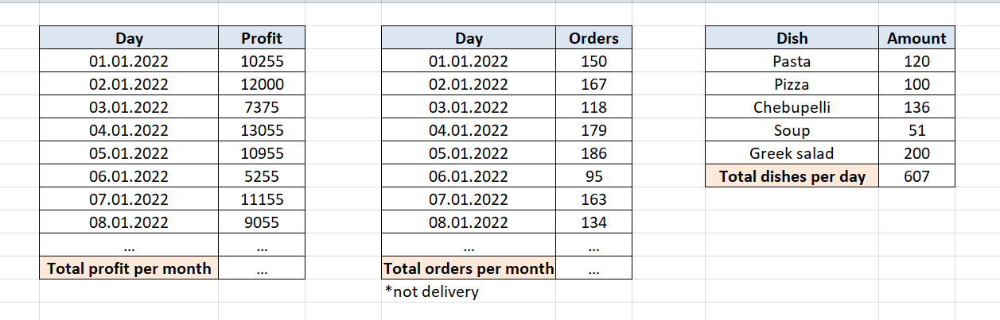 Day Profit
01.01.2022 10255
02.01.2022 12000
03.01.2022 7375
04.01.2022 13055
05.01.2022 10955
06.01.2022 5255
07.01.2022 11155
08.01.2022 9055
... ...
Total profit per month ...
Day Orders
01.01.2022 150
02.01.2022 167
03.01.2022 118
04.01.2022 179
05.01.2022 186
06.01.2022 95
07.01.2022 163
08.01.2022 134
... ...
Total orders per month ...
*not delivery
Dish Amount
Pasta 120
Pizza 100
Chebupelli 136
Soup 51
Greek salad 200
Total dishes per day 607